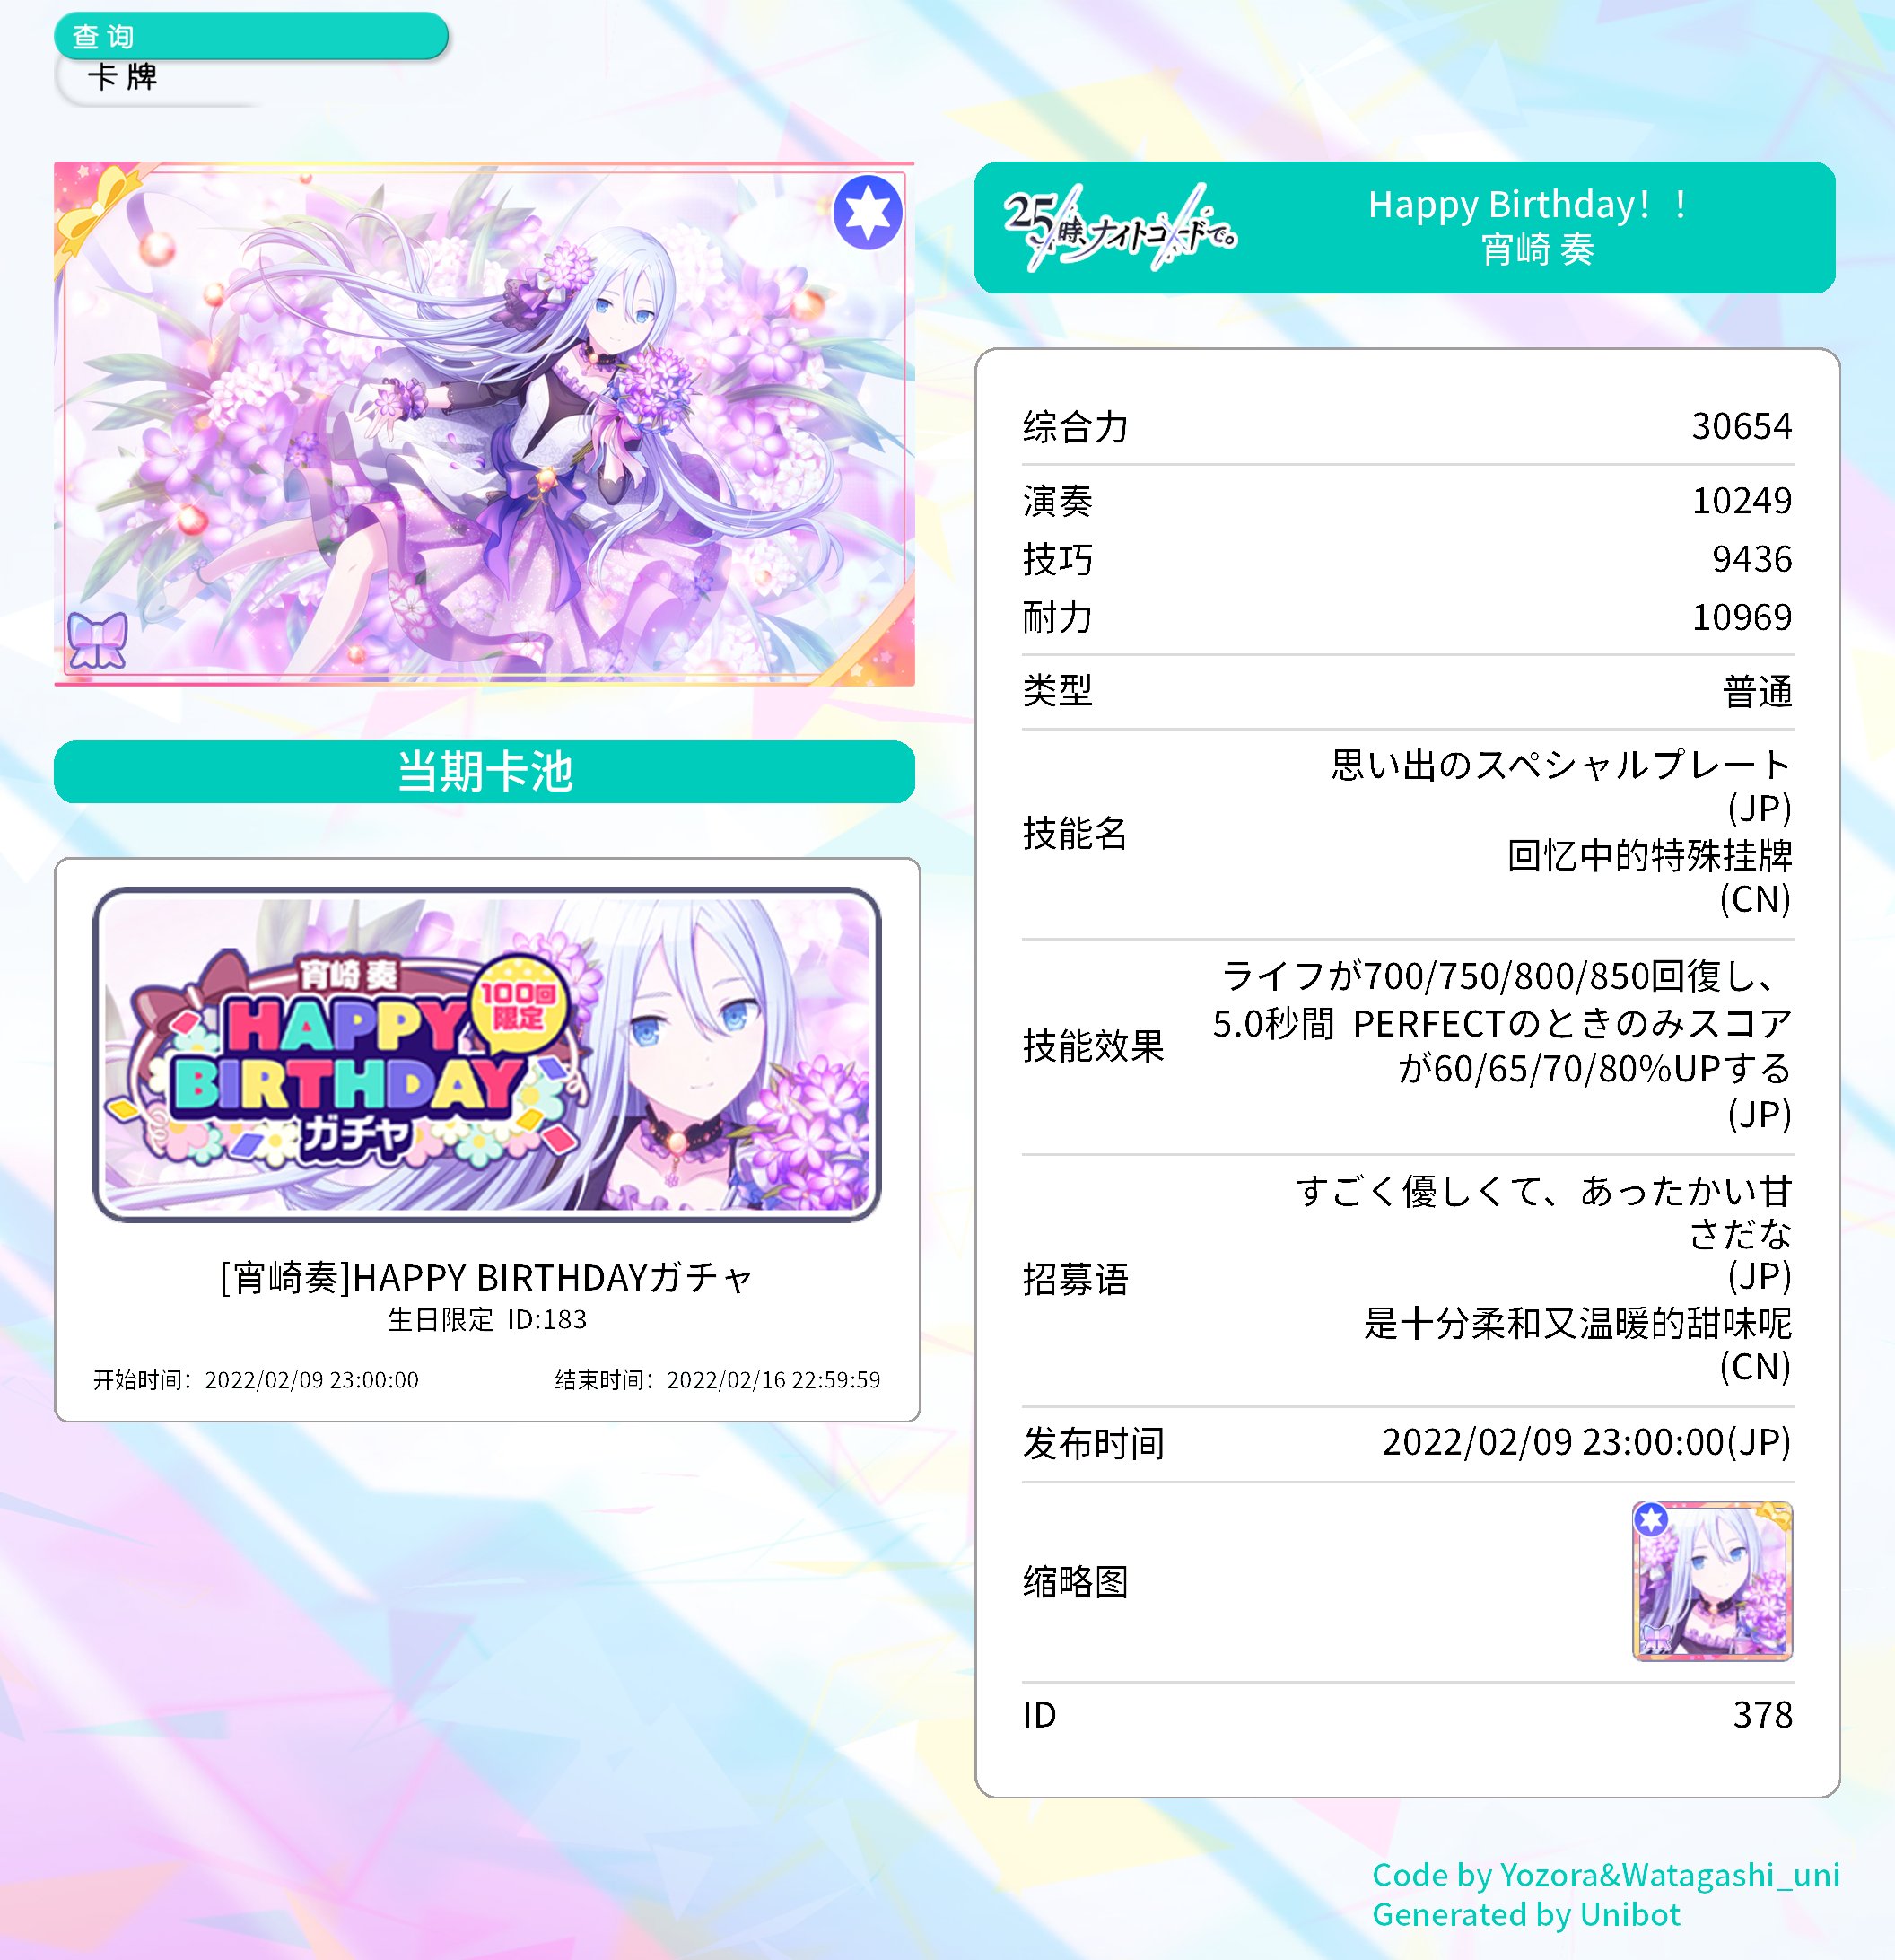 查询
卡牌
25時、ナイトコードで。
Happy Birthday！！
宵崎 奏
综合力 30654
演奏 10249
技巧 9436
耐力 10969
类型 普通
技能名
思い出のスペシャルプレート
(JP)
回忆中的特殊挂牌
(CN)
技能效果
ライフが700/750/800/850回復し、
5.0秒間 PERFECTのときのみスコア
が60/65/70/80%UPする
(JP)
招募语
すごく優しくて、あったかい甘
さだな
(JP)
是十分柔和又温暖的甜味呢
(CN)
发布时间 2022/02/09 23:00:00(JP)
缩略图
ID 378
当期卡池
宵崎 奏
100回
限定
HAPPY
BIRTHDAY
ガチャ
[宵崎奏]HAPPY BIRTHDAYガチャ
生日限定 ID:183
开始时间：2022/02/09 23:00:00
结束时间：2022/02/16 22:59:59
Code by Yozora&Watagashi_uni
Generated by Unibot